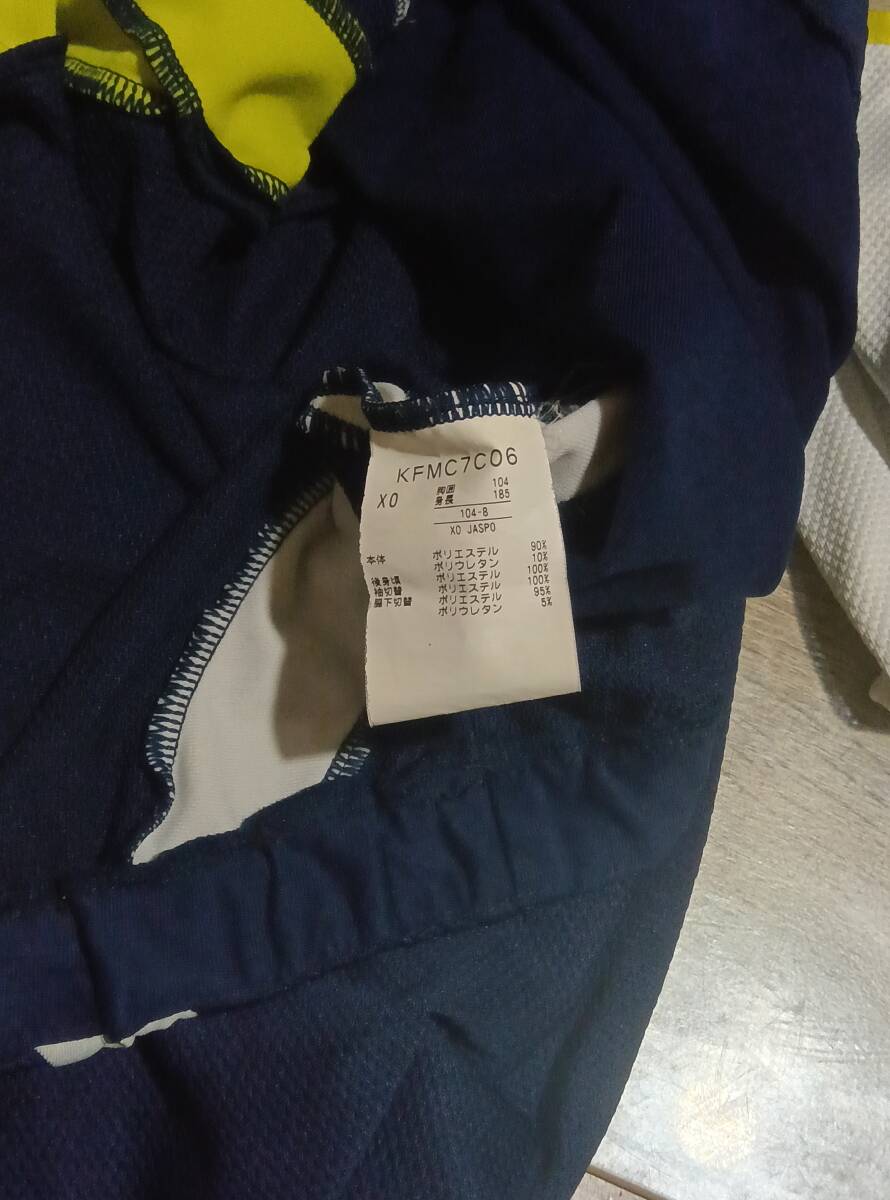 KFMC7C06
XO 胸囲 104
身長 185
104-8
XO JASPO
本体 ポリエステル 90%
ポリウレタン 10%
後身頃 ポリエステル 100%
袖切替 ポリエステル 100%
脇下切替 ポリエステル 95%
ポリウレタン 5%